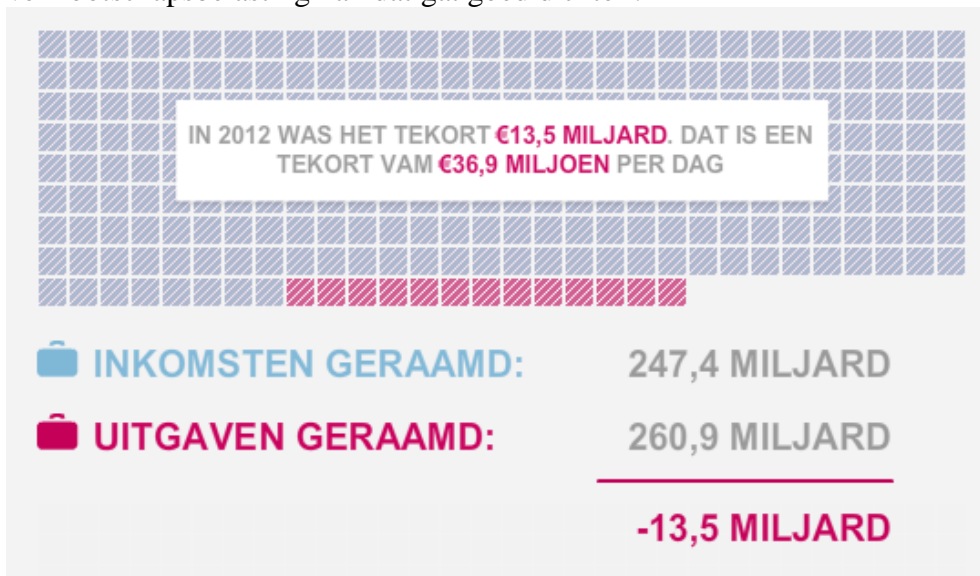 IN 2012 WAS HET TEKORT €13,5 MILJARD. DAT IS EEN
TEKORT VAM €36,9 MILJOEN PER DAG
INKOMSTEN GERAAMD: 247,4 MILJARD
UITGAVEN GERAAMD: 260,9 MILJARD
-13,5 MILJARD